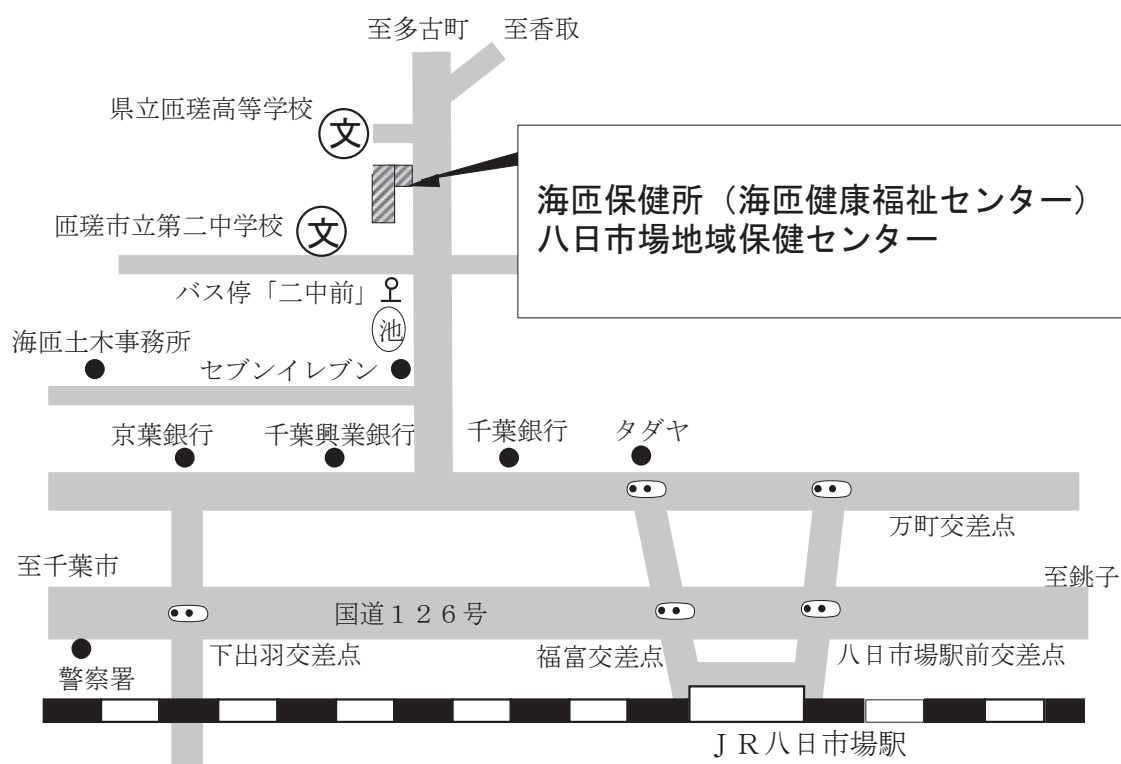 至多古町
至香取
県立匝瑳高等学校
文
海匝保健所（海匝健康福祉センター）
八日市場地域保健センター
匝瑳市立第二中学校
文
バス停「二中前」
池
海匝土木事務所
セブンイレブン
京葉銀行
千葉興業銀行
千葉銀行
タダヤ
万町交差点
至千葉市
至銚子
国道１２６号
下出羽交差点
福富交差点
八日市場駅前交差点
警察署
ＪＲ八日市場駅